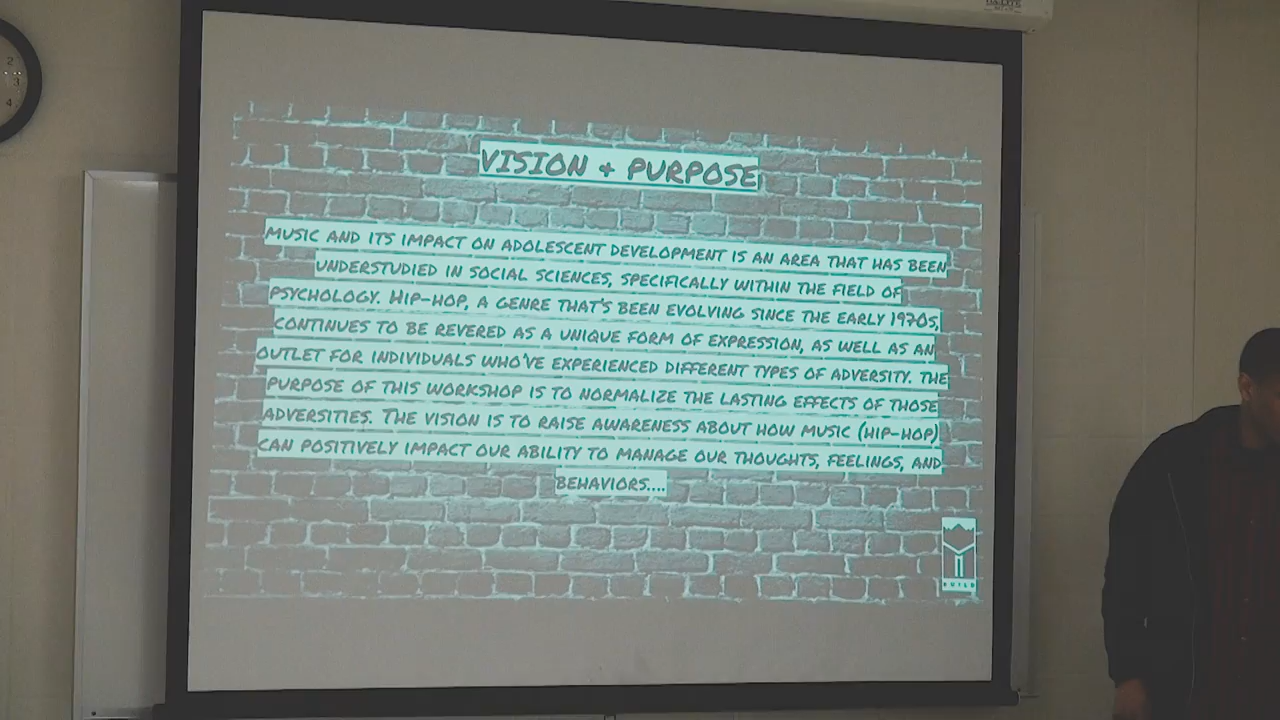 VISION & PURPOSE
MUSIC AND ITS IMPACT ON ADOLESCENT DEVELOPMENT IS AN AREA THAT HAS BEEN
UNDERSTUDIED IN SOCIAL SCIENCES, SPECIFICALLY WITHIN THE FIELD OF
PSYCHOLOGY. HIP-HOP, A GENRE THAT'S BEEN EVOLVING SINCE THE EARLY 1970S,
CONTINUES TO BE REVERED AS A UNIQUE FORM OF EXPRESSION, AS WELL AS AN
OUTLET FOR INDIVIDUALS WHO'VE EXPERIENCED DIFFERENT TYPES OF ADVERSITY. THE
PURPOSE OF THIS WORKSHOP IS TO NORMALIZE THE LASTING EFFECTS OF THOSE
ADVERSITIES. THE VISION IS TO RAISE AWARENESS ABOUT HOW MUSIC (HIP-HOP)
CAN POSITIVELY IMPACT OUR ABILITY TO MANAGE OUR THOUGHTS, FEELINGS, AND
BEHAVIORS....
BUILD
2
3
4